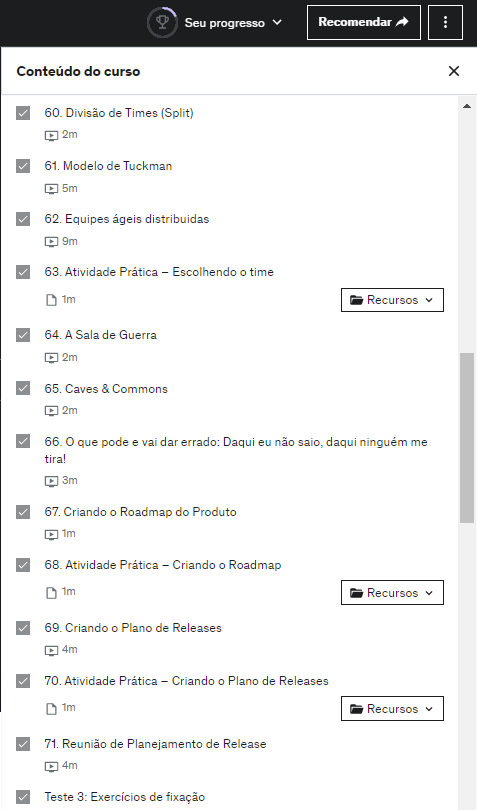 Seu progresso
Recomendar
Conteúdo do curso
60. Divisão de Times (Split)
2m
61. Modelo de Tuckman
5m
62. Equipes ágeis distribuidas
9m
63. Atividade Prática – Escolhendo o time
1m
Recursos
64. A Sala de Guerra
2m
65. Caves & Commons
2m
66. O que pode e vai dar errado: Daqui eu não saio, daqui ninguém me
tira!
3m
67. Criando o Roadmap do Produto
1m
68. Atividade Prática – Criando o Roadmap
1m
Recursos
69. Criando o Plano de Releases
4m
70. Atividade Prática – Criando o Plano de Releases
1m
Recursos
71. Reunião de Planejamento de Release
4m
Teste 3: Exercícios de fixação